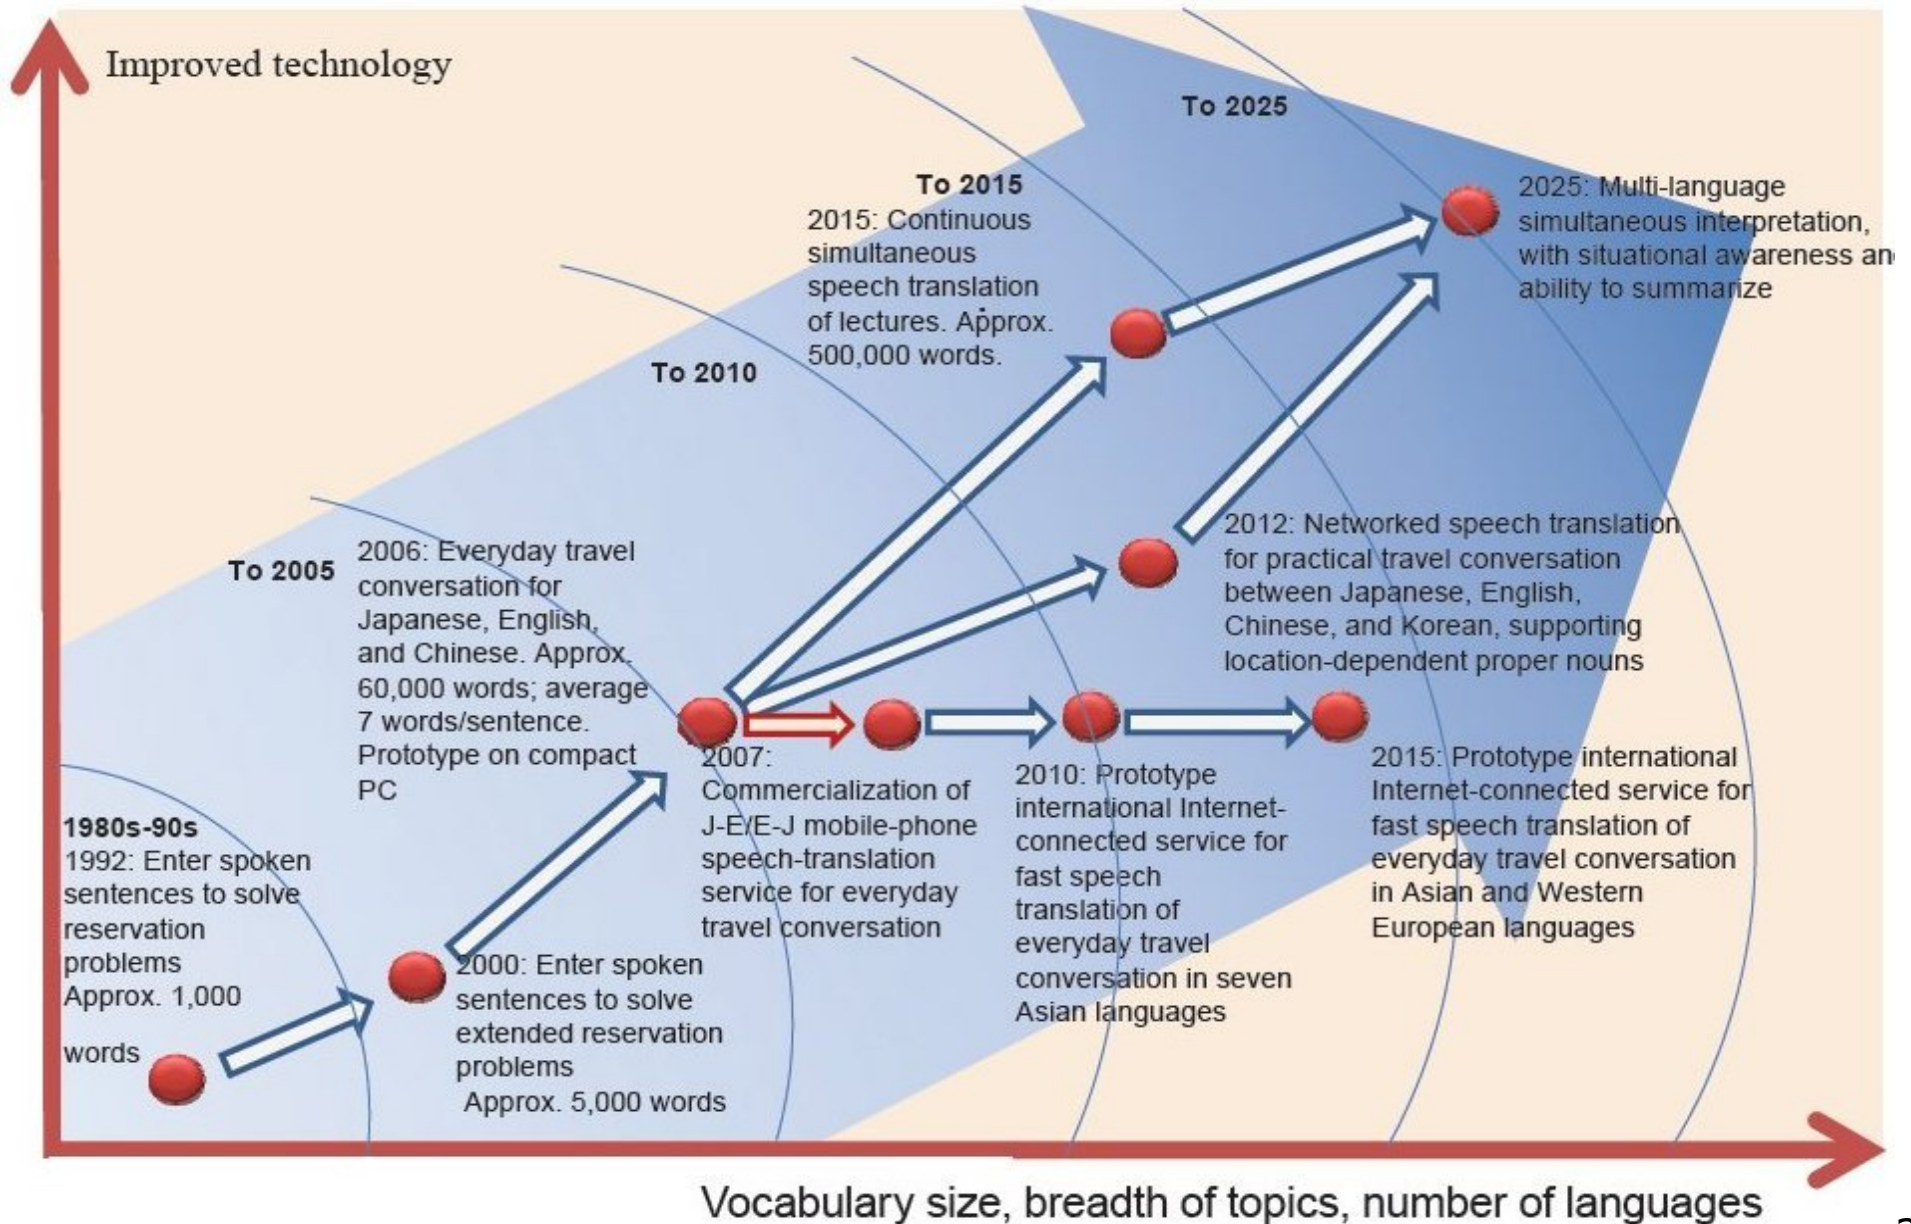 Improved technology
To 2025
2025: Multi-language
simultaneous interpretation,
with situational awareness an
ability to summarize
To 2015
2015: Continuous
simultaneous
speech translation
of lectures. Approx.
500,000 words.
To 2010
To 2005
2006: Everyday travel
conversation for
Japanese, English,
and Chinese. Approx.
60,000 words; average
7 words/sentence.
Prototype on compact
PC
2012: Networked speech translation
for practical travel conversation
between Japanese, English,
Chinese, and Korean, supporting
location-dependent proper nouns
2007:
Commercialization of
J-E/E-J mobile-phone
speech-translation
service for everyday
travel conversation
2010: Prototype
international Internet-
connected service for
fast speech
translation of
everyday travel
conversation in seven
Asian languages
2015: Prototype international
Internet-connected service for
fast speech translation of
everyday travel conversation
in Asian and Western
European languages
1980s-90s
1992: Enter spoken
sentences to solve
reservation
problems
Approx. 1,000
words
2000: Enter spoken
sentences to solve
extended reservation
problems
Approx. 5,000 words
Vocabulary size, breadth of topics, number of languages